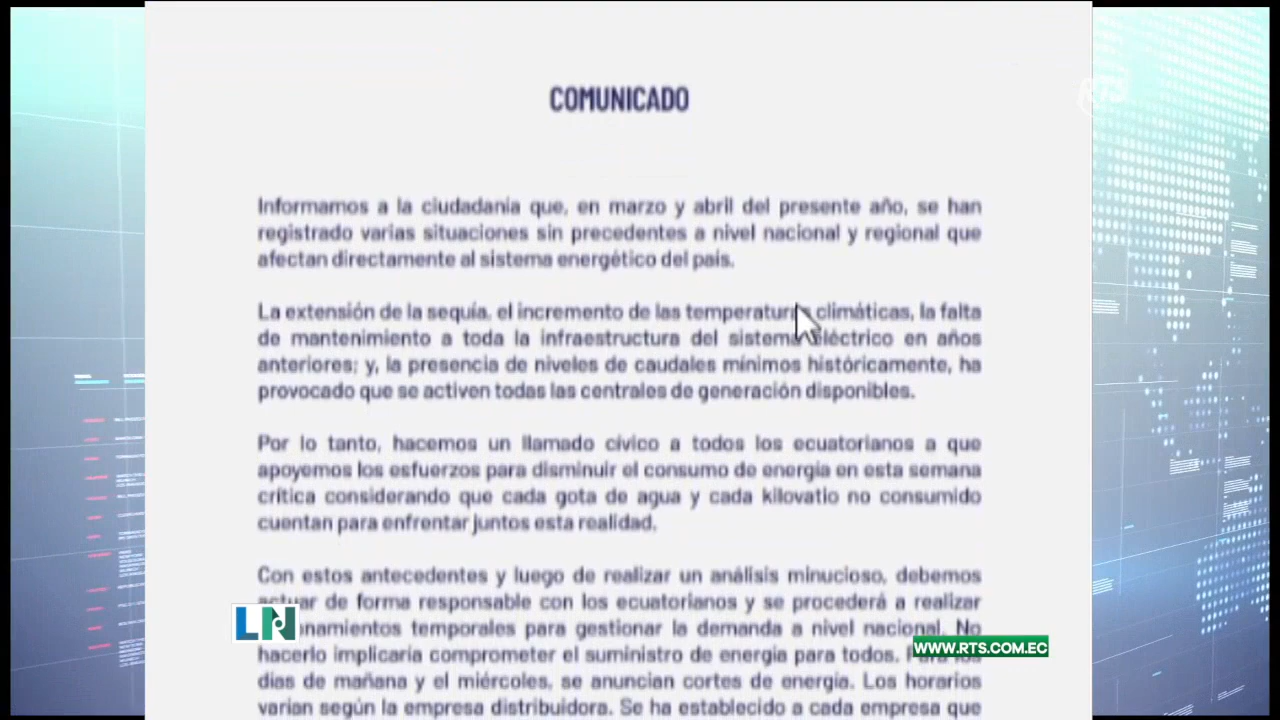 COMUNICADO
RTS
Informamos a la ciudadanía que, en marzo y abril del presente año, se han
registrado varias situaciones sin precedentes a nivel nacional y regional que
afectan directamente al sistema energético del país.
La extensión de la sequía, el incremento de las temperaturas climáticas, la falta
de mantenimiento a toda la infraestructura del sistema eléctrico en años
anteriores; y, la presencia de niveles de caudales mínimos históricamente, ha
provocado que se activen todas las centrales de generación disponibles.
Por lo tanto, hacemos un llamado cívico a todos los ecuatorianos a que
apoyemos los esfuerzos para disminuir el consumo de energía en esta semana
crítica considerando que cada gota de agua y cada kilovatio no consumido
cuentan para enfrentar juntos esta realidad.
Con estos antecedentes y luego de realizar un análisis minucioso, debemos
actuar de forma responsable con los ecuatorianos y se procederá a realizar
namientos temporales para gestionar la demanda a nivel nacional. No
hacerlo implicaría comprometer el suministro de energía para todos. Para los
días de mañana y el miércoles, se anuncian cortes de energía. Los horarios
varían según la empresa distribuidora. Se ha establecido a cada empresa que
LN
WWW.RTS.COM.EC